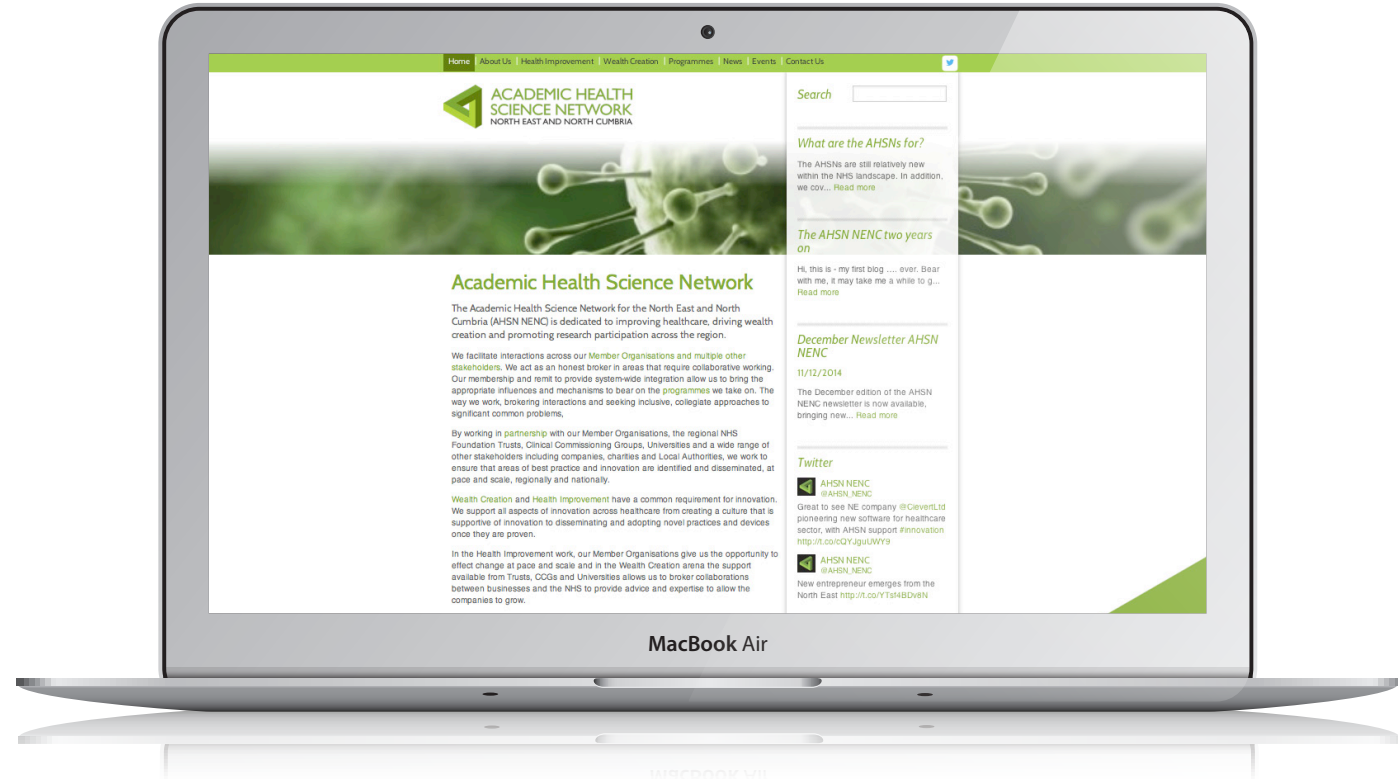 Home About Us Health Improvement Wealth Creation Programmes News Events Contact Us
ACADEMIC HEALTH
SCIENCE NETWORK
NORTH EAST AND NORTH CUMBRIA
Academic Health Science Network
The Academic Health Science Network for the North East and North
Cumbria (AHSN NENC) is dedicated to improving healthcare, driving wealth
creation and promoting research participation across the region.
We facilitate interactions across our Member Organisations and multiple other
stakeholders. We act as an honest broker in areas that require collaborative working.
Our membership and remit to provide system-wide integration allow us to bring the
appropriate influences and mechanisms to bear on the programmes we take on. The
way we work, brokering interactions and seeking inclusive, collegiate approaches to
significant common problems,
By working in partnership with our Member Organisations, the regional NHS
Foundation Trusts, Clinical Commissioning Groups, Universities and a wide range of
other stakeholders including companies, charities and Local Authorities, we work to
ensure that areas of best practice and innovation are identified and disseminated, at
pace and scale, regionally and nationally.
Wealth Creation and Health Improvement have a common requirement for innovation.
We support all aspects of innovation across healthcare from creating a culture that is
supportive of innovation to disseminating and adopting novel practices and devices
once they are proven.
In the Health Improvement work, our Member Organisations give us the opportunity to
effect change at pace and scale and in the Wealth Creation arena the support
available from Trusts, CCGs and Universities allows us to broker collaborations
between businesses and the NHS to provide advice and expertise to allow the
companies to grow.
Search
What are the AHSNs for?
The AHSNs are still relatively new
within the NHS landscape. In addition,
we cov... Read more
The AHSN NENC two years
on
Hi, this is - my first blog .... ever. Bear
with me, it may take me a while to g...
Read more
December Newsletter AHSN
NENC
11/12/2014
The December edition of the AHSN
NENC newsletter is now available,
bringing new... Read more
Twitter
AHSN NENC
@AHSN_NENC
Great to see NE company @CievertLtd
pioneering new software for healthcare
sector, with AHSN support #innovation
http://t.co/cQYJguUWY9
AHSN NENC
@AHSN_NENC
New entrepreneur emerges from the
North East http://t.co/YTsf4BDv8N
MacBook Air